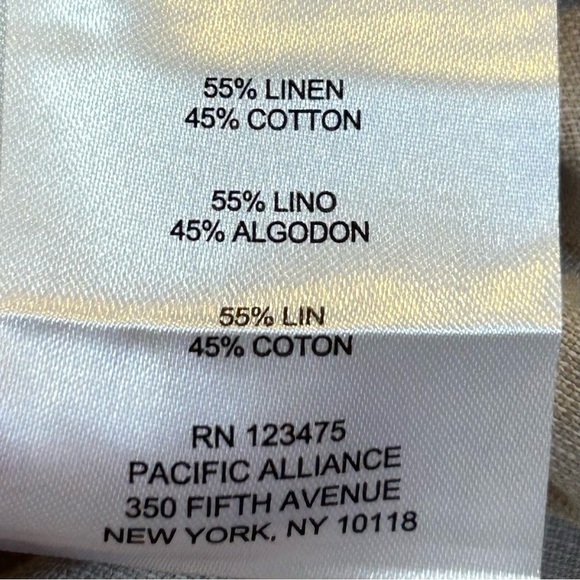 55% LINEN
45% COTTON
55% LINO
45% ALGODON
55% LIN
45% COTON
RN 123475
PACIFIC ALLIANCE
350 FIFTH AVENUE
NEW YORK, NY 10118